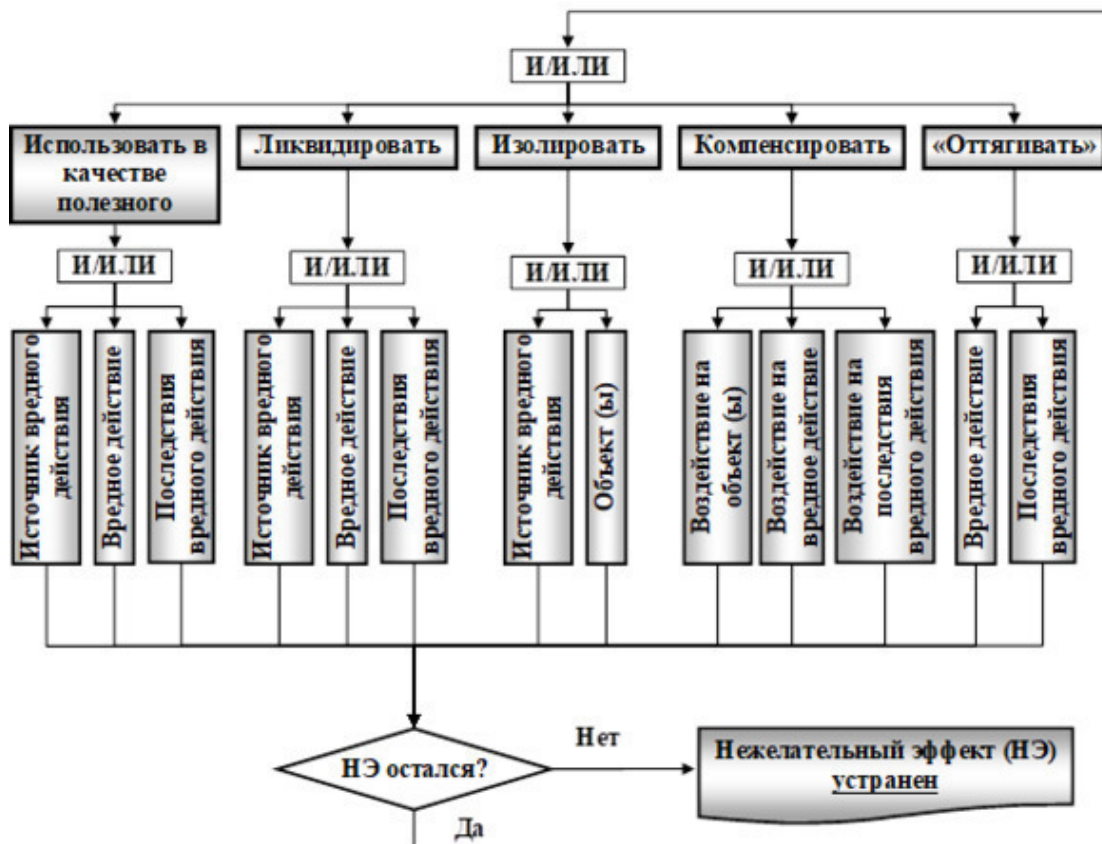 И/ИЛИ
Использовать в
качестве
полезного
Ликвидировать
Изолировать
Компенсировать
«Оттягивать»
И/ИЛИ
И/ИЛИ
И/ИЛИ
И/ИЛИ
И/ИЛИ
Источник вредного
действия
Вредное действие
Последствия
вредного действия
Источник вредного
действия
Вредное действие
Последствия
вредного действия
Источник вредного
действия
Объект (ы)
Воздействие на
объект (ы)
Воздействие на
вредное действие
Воздействие на
последствия
вредного действия
Вредное действие
Последствия
вредного действия
НЭ остался?
Нет
Нежелательный эффект (НЭ)
устранен
Да